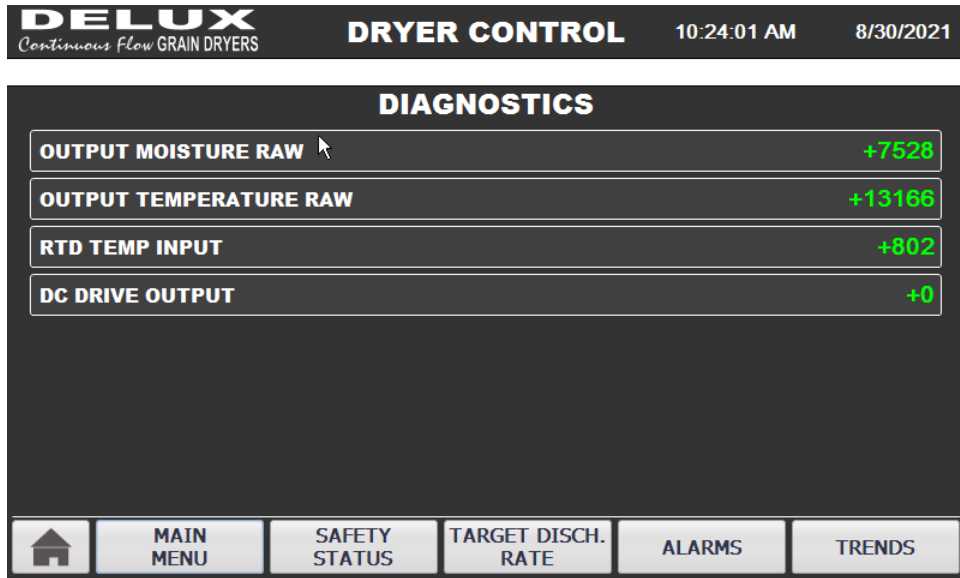 DELUX
Continuous Flow GRAIN DRYERS
DRYER CONTROL
10:24:01 AM
8/30/2021
DIAGNOSTICS
OUTPUT MOISTURE RAW +7528
OUTPUT TEMPERATURE RAW +13166
RTD TEMP INPUT +802
DC DRIVE OUTPUT +0
MAIN
MENU
SAFETY
STATUS
TARGET DISCH.
RATE
ALARMS
TRENDS